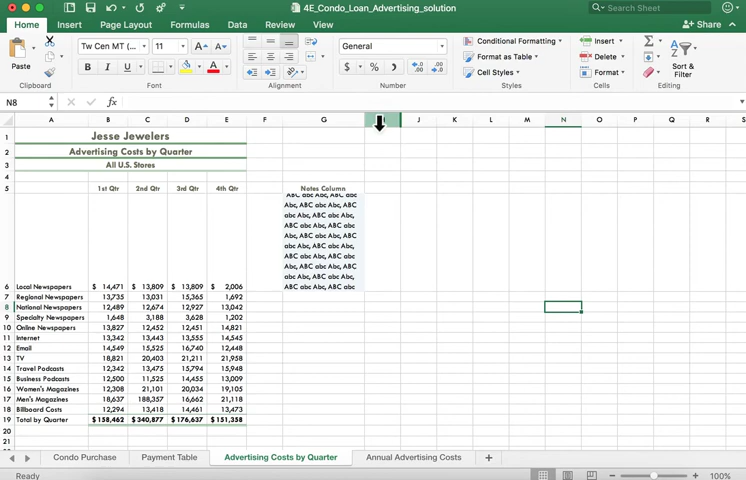 4E_Condo_Loan_Advertising_solution
Search Sheet
Home Insert Page Layout Formulas Data Review View
Share
Tw Cen MT (... 11 A A General Conditional Formatting Insert
Paste B I U A $ % Format as Table Delete
Cell Styles Format Sort & Filter
Clipboard Font Alignment Number Styles Cells Editing
N8 fx
A B C D E F G J K L M N O P Q R S
1 Jesse Jewelers
2 Advertising Costs by Quarter
3 All U.S. Stores
4
5 1st Qtr 2nd Qtr 3rd Qtr 4th Qtr Notes Column
ABC abc Abc, ABC abc
Abc, ABC abc Abc, ABC
abc Abc, ABC abc Abc,
ABC abc Abc, ABC abc
Abc, ABC abc Abc, ABC
abc Abc, ABC abc Abc,
ABC abc Abc, ABC abc
Abc, ABC abc Abc, ABC
abc Abc, ABC abc Abc,
6 Local Newspapers $ 14,471 $ 13,809 $ 13,809 $ 2,006 ABC abc Abc, ABC abc
7 Regional Newspapers 13,735 13,031 15,365 1,692
8 National Newspapers 12,489 12,674 12,927 13,042
9 Specialty Newspapers 1,648 3,188 3,628 1,202
10 Online Newspapers 13,827 12,452 12,451 14,821
11 Internet 13,342 13,443 13,555 14,545
12 Email 14,549 15,525 16,740 12,448
13 TV 18,821 20,403 21,211 21,958
14 Travel Podcasts 12,342 13,475 15,794 15,948
15 Business Podcasts 12,500 11,525 14,455 13,009
16 Women's Magazines 12,308 21,101 20,034 19,105
17 Men's Magazines 18,637 188,357 16,662 21,118
18 Billboard Costs 12,294 13,418 14,461 13,473
19 Total by Quarter $ 158,462 $ 340,877 $ 176,637 $ 151,358
20
21
Condo Purchase Payment Table Advertising Costs by Quarter Annual Advertising Costs +
Ready 100%